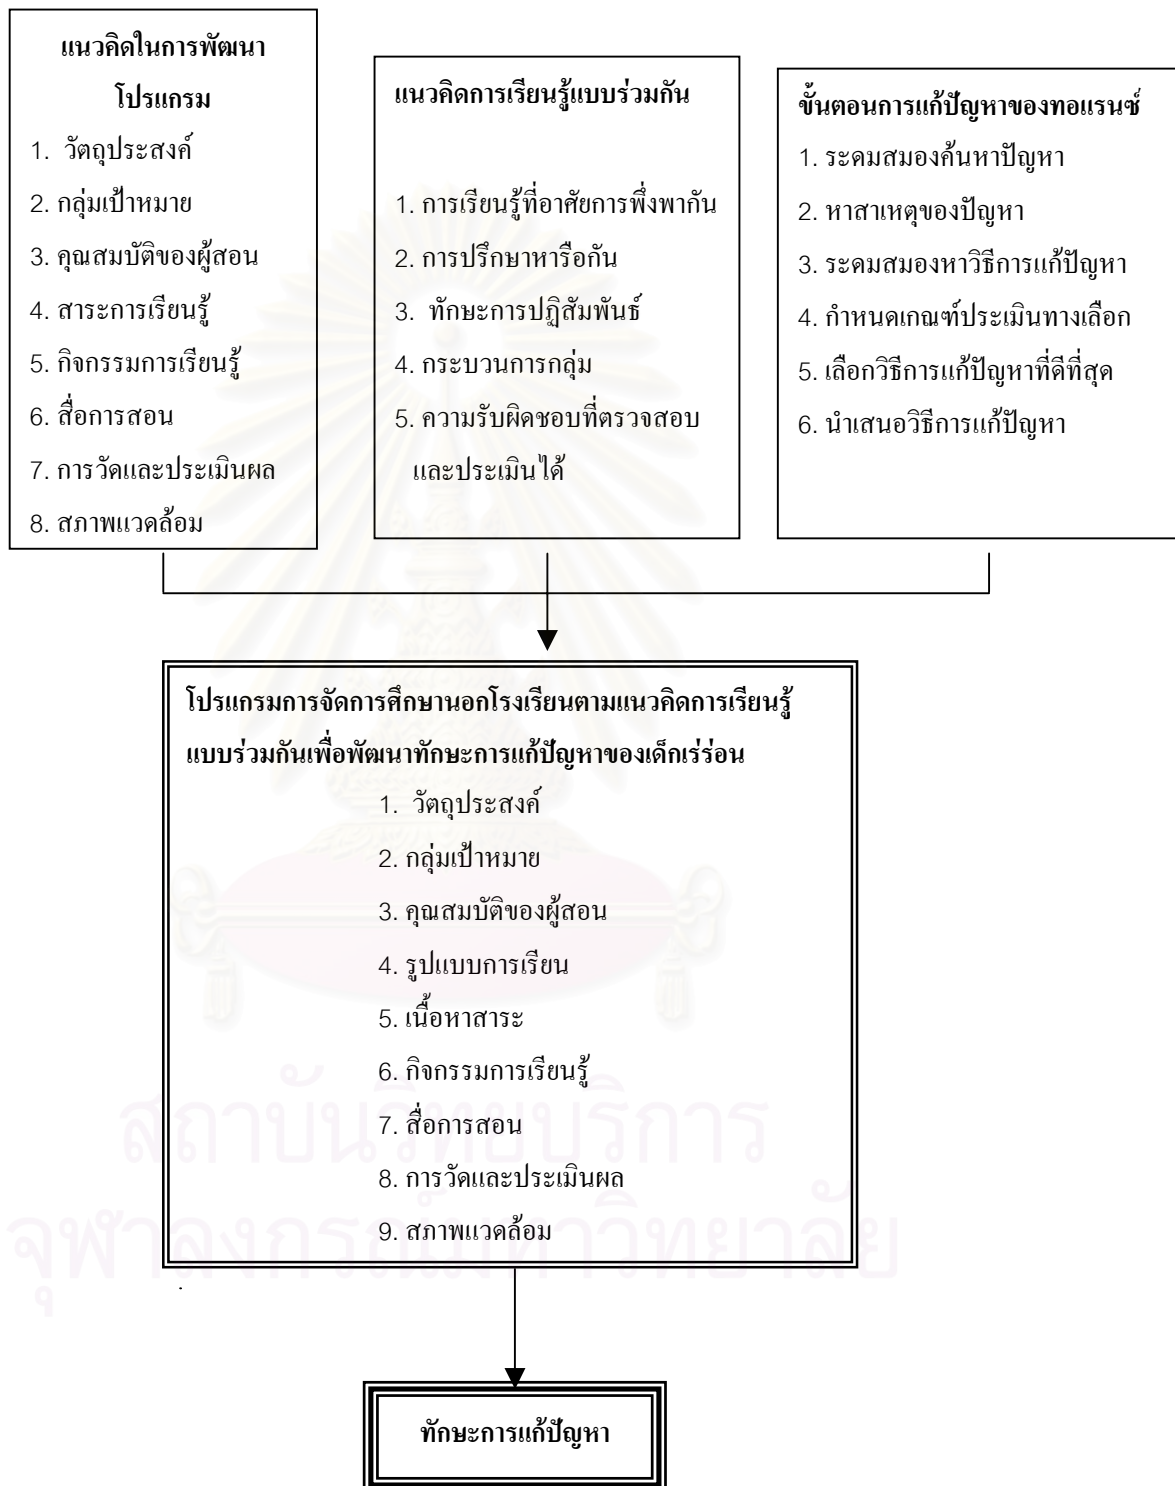 แนวคิดในการพัฒนา
โปรแกรม
1. วัตถุประสงค์
2. กลุ่มเป้าหมาย
3. คุณสมบัติของผู้สอน
4. สาระการเรียนรู้
5. กิจกรรมการเรียนรู้
6. สื่อการสอน
7. การวัดและประเมินผล
8. สภาพแวดล้อม
แนวคิดการเรียนรู้แบบร่วมกัน
1. การเรียนรู้ที่อาศัยการพึ่งพากัน
2. การปรึกษาหารือกัน
3. ทักษะการปฏิสัมพันธ์
4. กระบวนการกลุ่ม
5. ความรับผิดชอบที่ตรวจสอบ
และประเมินได้
ขั้นตอนการแก้ปัญหาของทอแรนซ์
1. ระดมสมองค้นหาปัญหา
2. หาสาเหตุของปัญหา
3. ระดมสมองหาวิธีการแก้ปัญหา
4. กำหนดเกณฑ์ประเมินทางเลือก
5. เลือกวิธีการแก้ปัญหาที่ดีที่สุด
6. นำเสนอวิธีการแก้ปัญหา
โปรแกรมการจัดการศึกษานอกโรงเรียนตามแนวคิดการเรียนรู้
แบบร่วมกันเพื่อพัฒนาทักษะการแก้ปัญหาของเด็กเร่ร่อน
1. วัตถุประสงค์
2. กลุ่มเป้าหมาย
3. คุณสมบัติของผู้สอน
4. รูปแบบการเรียน
5. เนื้อหาสาระ
6. กิจกรรมการเรียนรู้
7. สื่อการสอน
8. การวัดและประเมินผล
9. สภาพแวดล้อม
สถาบันวิทยบริการ
จุฬาลงกรณ์มหาวิทยาลัย
ทักษะการแก้ปัญหา